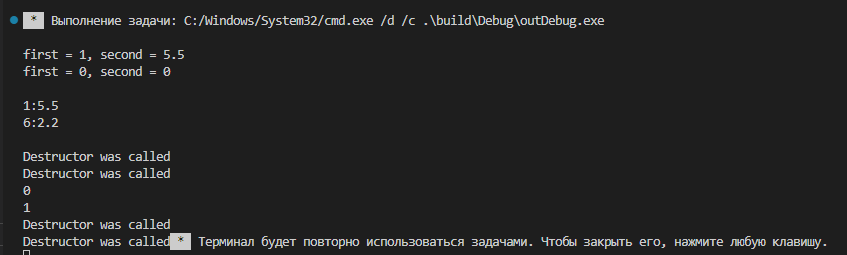 * Выполнение задачи: C:/Windows/System32/cmd.exe /d /c .\build\Debug\outDebug.exe
first = 1, second = 5.5
first = 0, second = 0
1:5.5
6:2.2
Destructor was called
Destructor was called
0
1
Destructor was called
Destructor was called * Терминал будет повторно использоваться задачами. Чтобы закрыть его, нажмите любую клавишу.